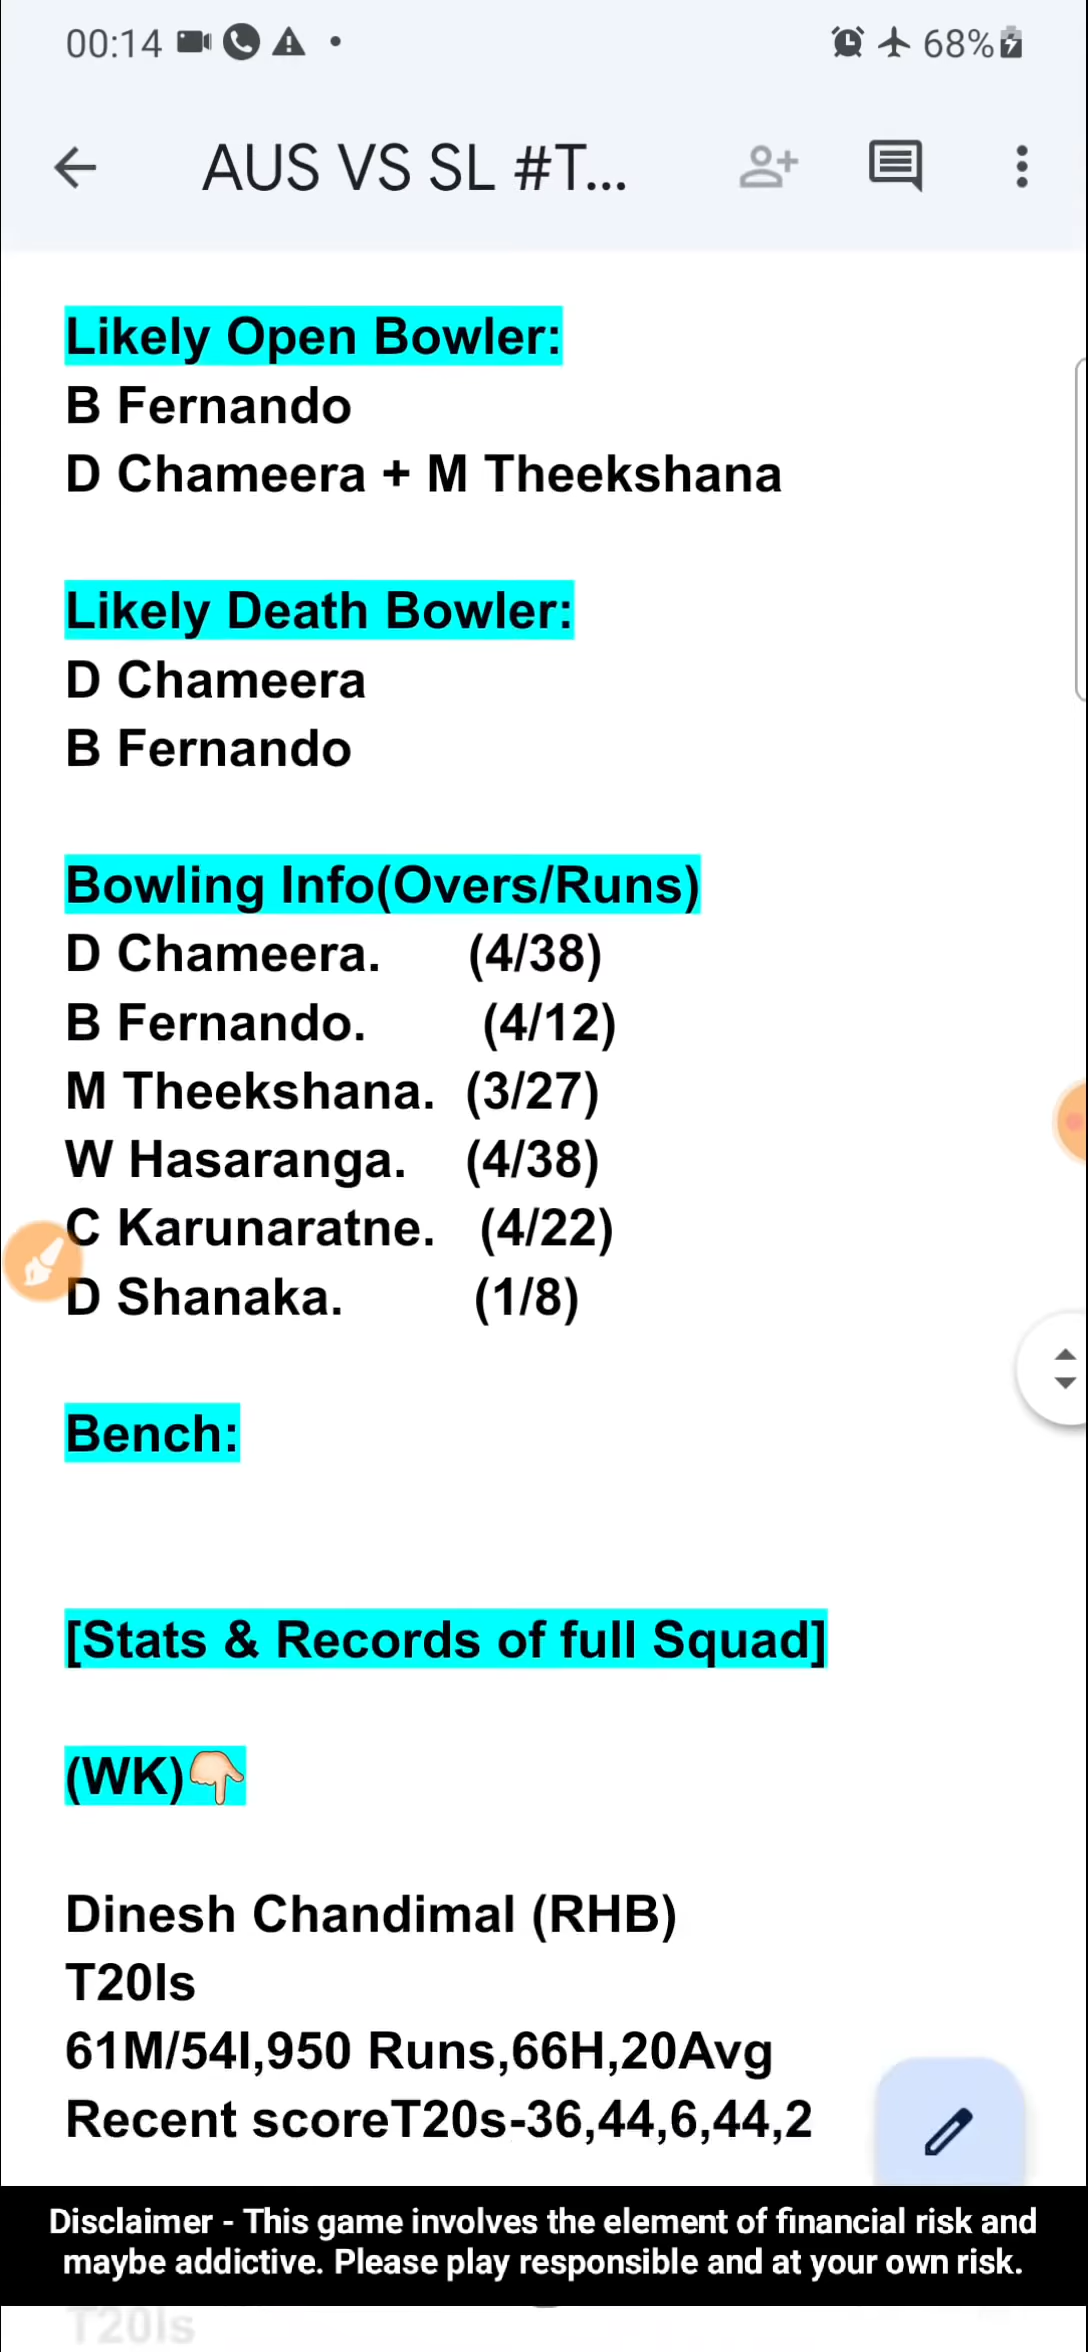 00:14
68%
AUS VS SL #T...
Likely Open Bowler:
B Fernando
D Chameera + M Theekshana
Likely Death Bowler:
D Chameera
B Fernando
Bowling Info(Overs/Runs)
D Chameera. (4/38)
B Fernando. (4/12)
M Theekshana. (3/27)
W Hasaranga. (4/38)
C Karunaratne. (4/22)
D Shanaka. (1/8)
Bench:
[Stats & Records of full Squad]
(WK)👇
Dinesh Chandimal (RHB)
T20Is
61M/54I,950 Runs,66H,20Avg
Recent scoreT20s-36,44,6,44,2
Disclaimer - This game involves the element of financial risk and
maybe addictive. Please play responsible and at your own risk.
T20Is